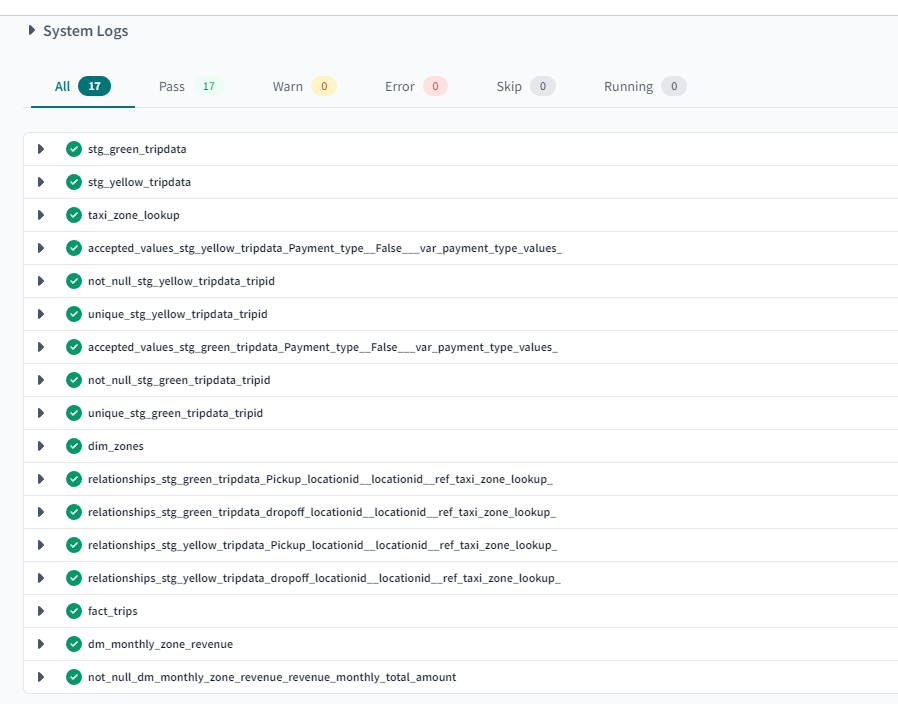 System Logs
All 17 Pass 17 Warn 0 Error 0 Skip 0 Running 0
stg_green_tripdata
stg_yellow_tripdata
taxi_zone_lookup
accepted_values_stg_yellow_tripdata_Payment_type__False___var_payment_type_values_
not_null_stg_yellow_tripdata_tripid
unique_stg_yellow_tripdata_tripid
accepted_values_stg_green_tripdata_Payment_type__False___var_payment_type_values_
not_null_stg_green_tripdata_tripid
unique_stg_green_tripdata_tripid
dim_zones
relationships_stg_green_tripdata_Pickup_locationid__locationid__ref_taxi_zone_lookup_
relationships_stg_green_tripdata_dropoff_locationid__locationid__ref_taxi_zone_lookup_
relationships_stg_yellow_tripdata_Pickup_locationid__locationid__ref_taxi_zone_lookup_
relationships_stg_yellow_tripdata_dropoff_locationid__locationid__ref_taxi_zone_lookup_
fact_trips
dm_monthly_zone_revenue
not_null_dm_monthly_zone_revenue_revenue_monthly_total_amount